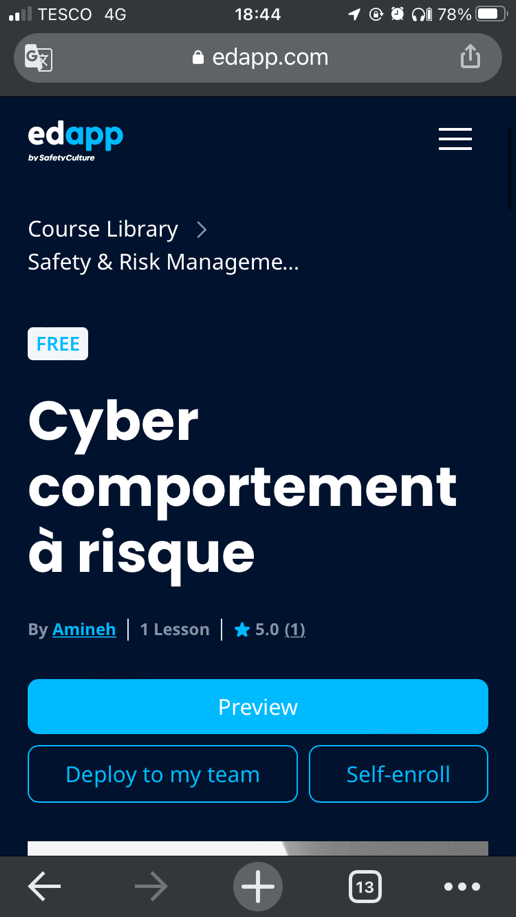 TESCO 4G 18:44 78%
edapp.com
edapp
by SafetyCulture
Course Library
Safety & Risk Manageme...
FREE
Cyber
comportement
à risque
By Amineh | 1 Lesson | 5.0 (1)
Preview
Deploy to my team Self-enroll
13